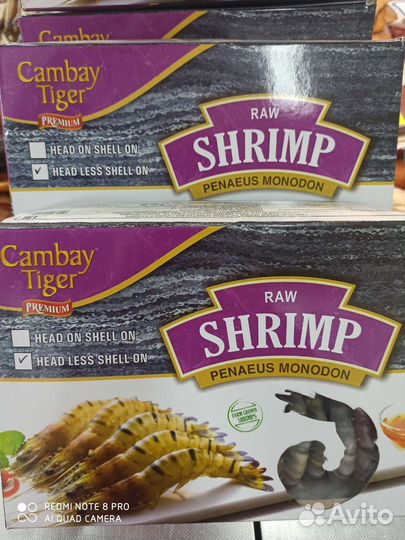 Cambay
Tiger
PREMIUM
HEAD ON SHELL ON
HEAD LESS SHELL ON
RAW
SHRIMP
PENAEUS MONODON
Cambay
Tiger
PREMIUM
HEAD ON SHELL ON
HEAD LESS SHELL ON
RAW
SHRIMP
PENAEUS MONODON
FARM GROWN
SHRIMPS
REDMI NOTE 8 PRO
AI QUAD CAMERA
Avito